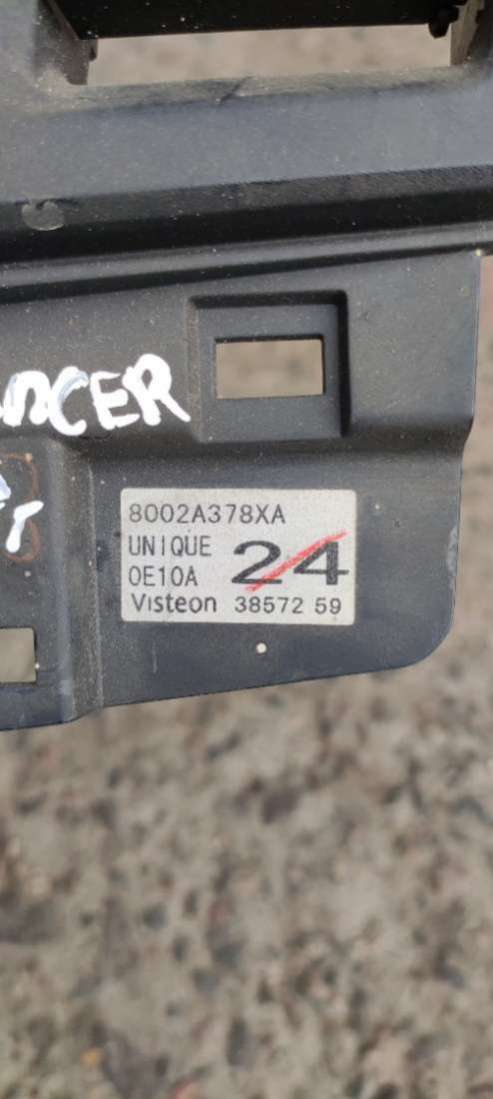 NCER
8002A378XA
UNIQUE 24
0E10A
Visteon 38572 59